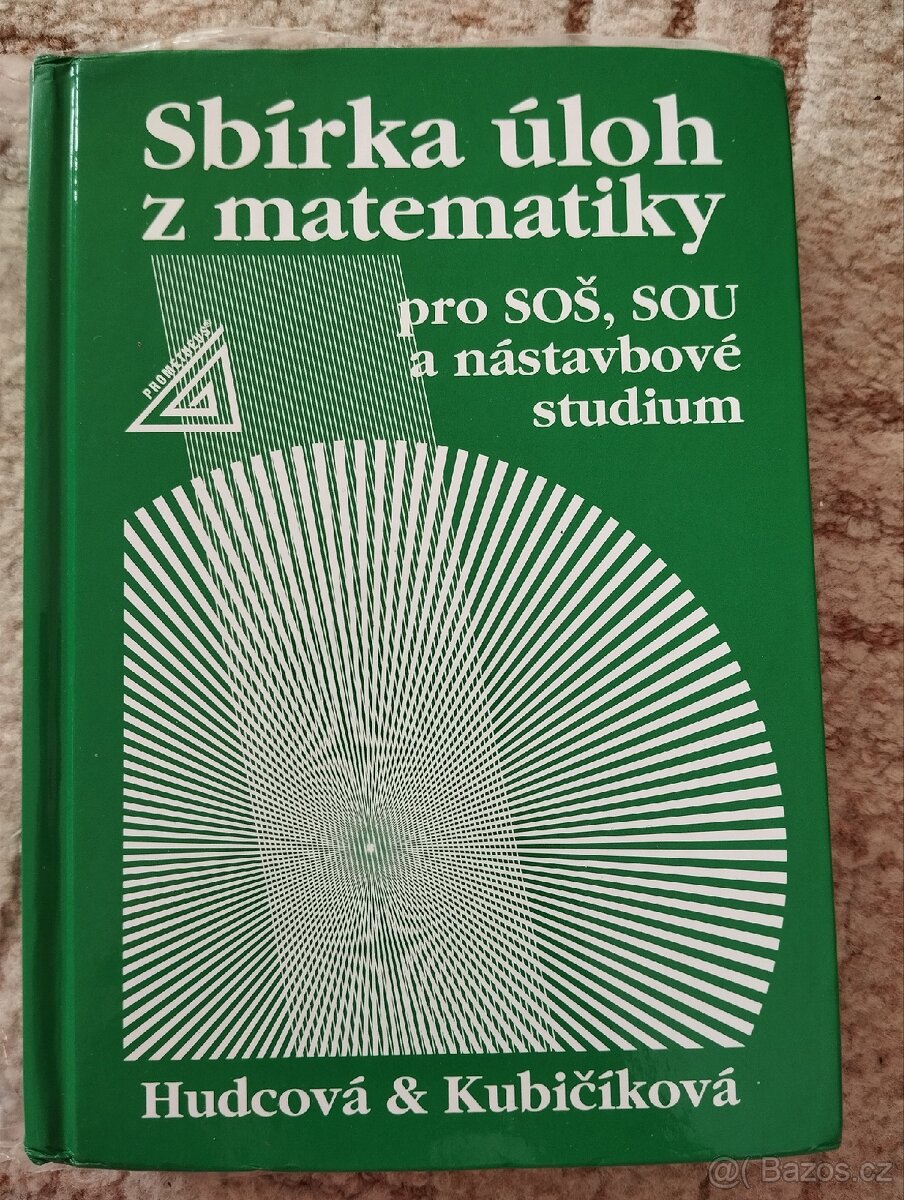 Sbírka úloh
z matematiky
pro SOŠ, SOU
a nástavbové
studium
PROMETHEUS®
Hudcová & Kubičíková
@( Bazos.cz